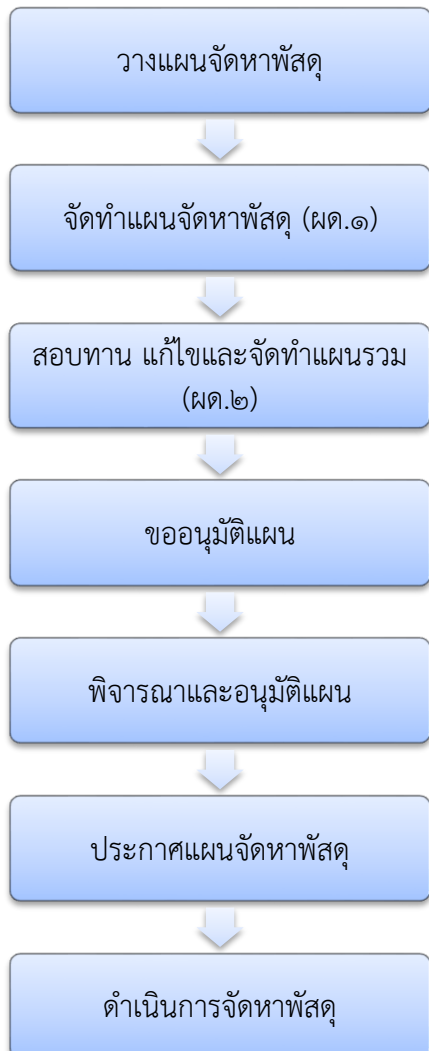 วางแผนจัดหาพัสดุ
จัดทำแผนจัดหาพัสดุ (ผด.๑)
สอบทาน แก้ไขและจัดทำแผนรวม
(ผด.๒)
ขออนุมัติแผน
พิจารณาและอนุมัติแผน
ประกาศแผนจัดหาพัสดุ
ดำเนินการจัดหาพัสดุ